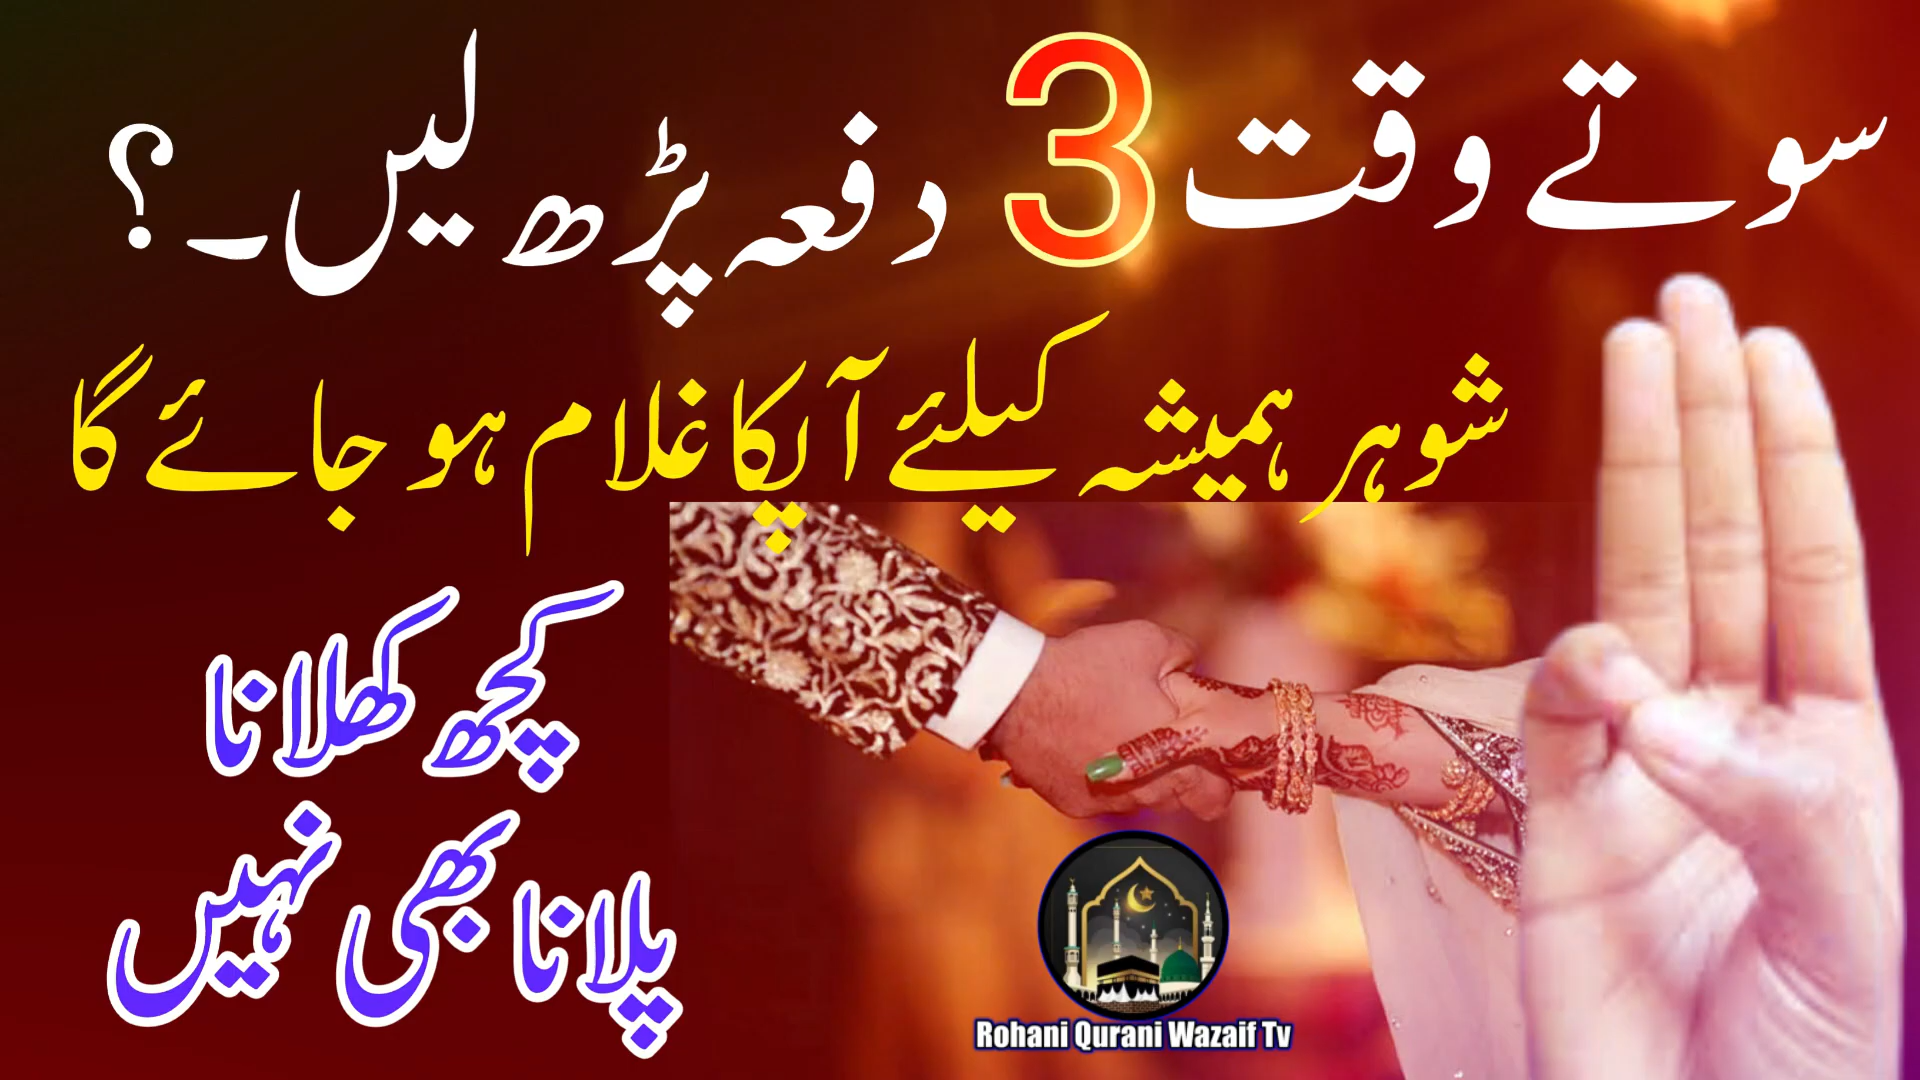 سوتے وقت 3 دفعہ پڑھ لیں۔؟
شوہر ہمیشہ کیلئے آپکا غلام ہو جائے گا
کچھ کھلانا
پلانا بھی نہیں
Rohani Qurani Wazaif Tv